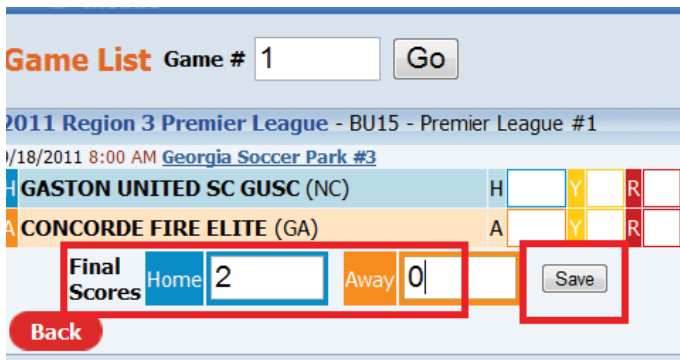 Game List Game # 1 Go
2011 Region 3 Premier League - BU15 - Premier League #1
/18/2011 8:00 AM Georgia Soccer Park #3
H GASTON UNITED SC GUSC (NC) H Y R
A CONCORDE FIRE ELITE (GA) A Y R
Final Scores Home 2 Away 0 Save
Back